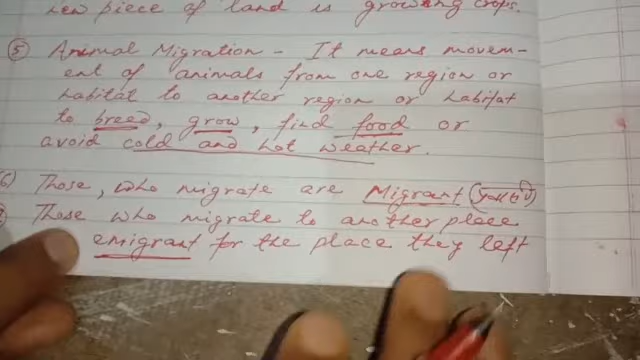 new piece of land is growing crops.
⑤ Animal Migration - It means movem-
ent of animals from one region or
habitat to another region or habitat
to breed, grow, find food or
avoid cold and hot weather.
6) Those, who migrate are Migrant
Those who migrate to another place
emigrant for the place they left